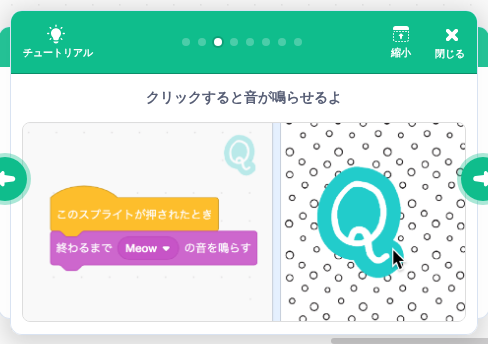 チュートリアル
縮小
閉じる
クリックすると音が鳴らせるよ
Q
このスプライトが押されたとき
終わるまで Meow の音を鳴らす
Q